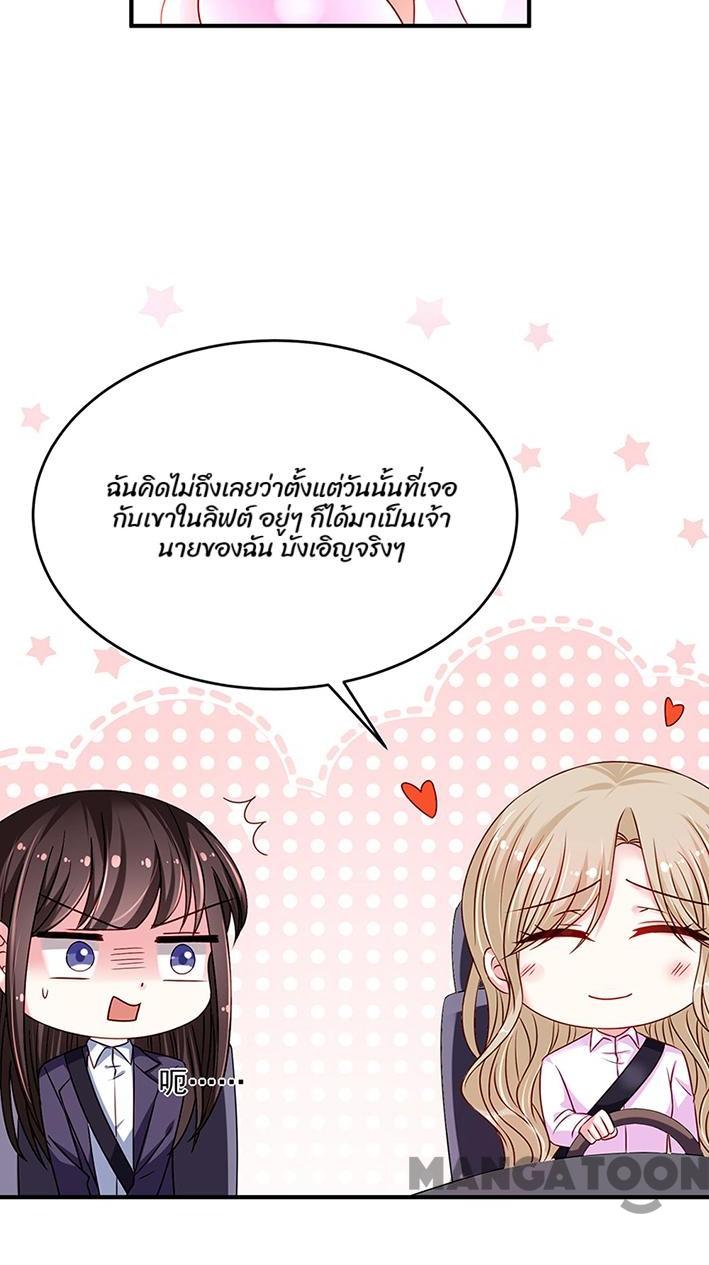 ฉันคิดไม่ถึงเลยว่าตั้งแต่วันนั้นที่เจอ
กับเขาในลิฟต์ อยู่ๆ ก็ได้มาเป็นเจ้า
นายของฉัน บังเอิญจริงๆ
呃……
MANGATOON